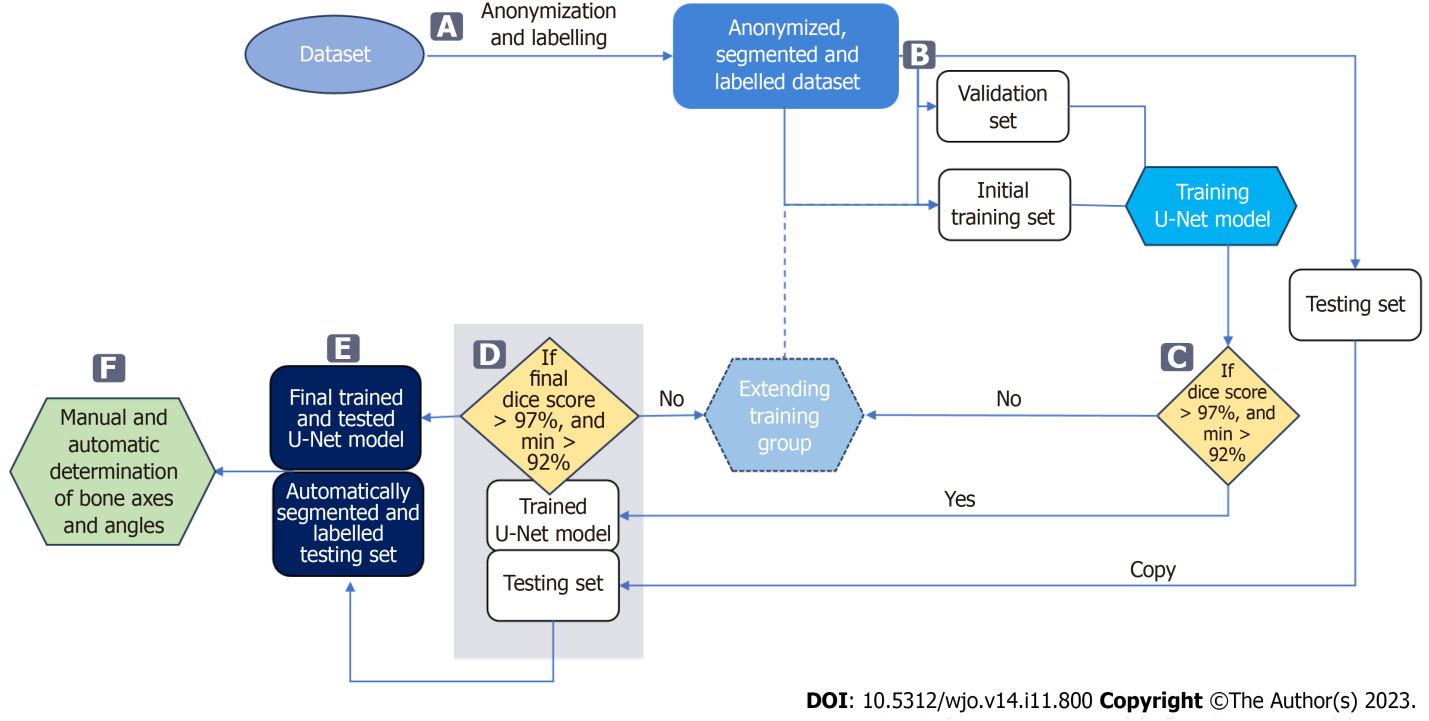 Dataset
A
Anonymization
and labelling
Anonymized,
segmented and
labelled dataset
B
Validation
set
Initial
training set
Training
U-Net model
Testing set
C
If
dice score
> 97%, and
min >
92%
No
Extending
training
group
No
D
If
final
dice score
> 97%, and
min >
92%
Trained
U-Net model
Testing set
Yes
Copy
E
Final trained
and tested
U-Net model
Automatically
segmented and
labelled
testing set
F
Manual and
automatic
determination
of bone axes
and angles
DOI: 10.5312/wjo.v14.i11.800 Copyright ©The Author(s) 2023.